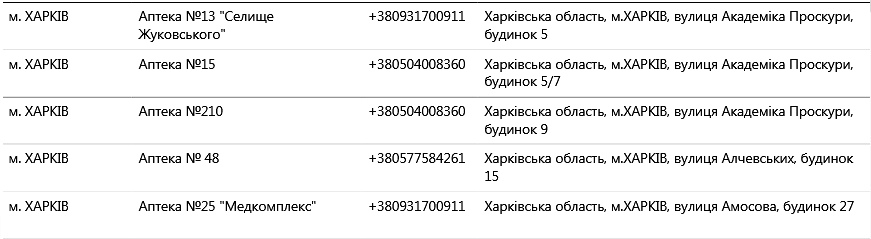 м. ХАРКІВ Аптека №13 "Селище +380931700911 Харківська область, м.ХАРКІВ, вулиця Академіка Проскури,
Жуковського" будинок 5
м. ХАРКІВ Аптека №15 +380504008360 Харківська область, м.ХАРКІВ, вулиця Академіка Проскури,
будинок 5/7
м. ХАРКІВ Аптека №210 +380504008360 Харківська область, м.ХАРКІВ, вулиця Академіка Проскури,
будинок 9
м. ХАРКІВ Аптека № 48 +380577584261 Харківська область, м.ХАРКІВ, вулиця Алчевських, будинок
15
м. ХАРКІВ Аптека №25 "Медкомплекс" +380931700911 Харківська область, м.ХАРКІВ, вулиця Амосова, будинок 27